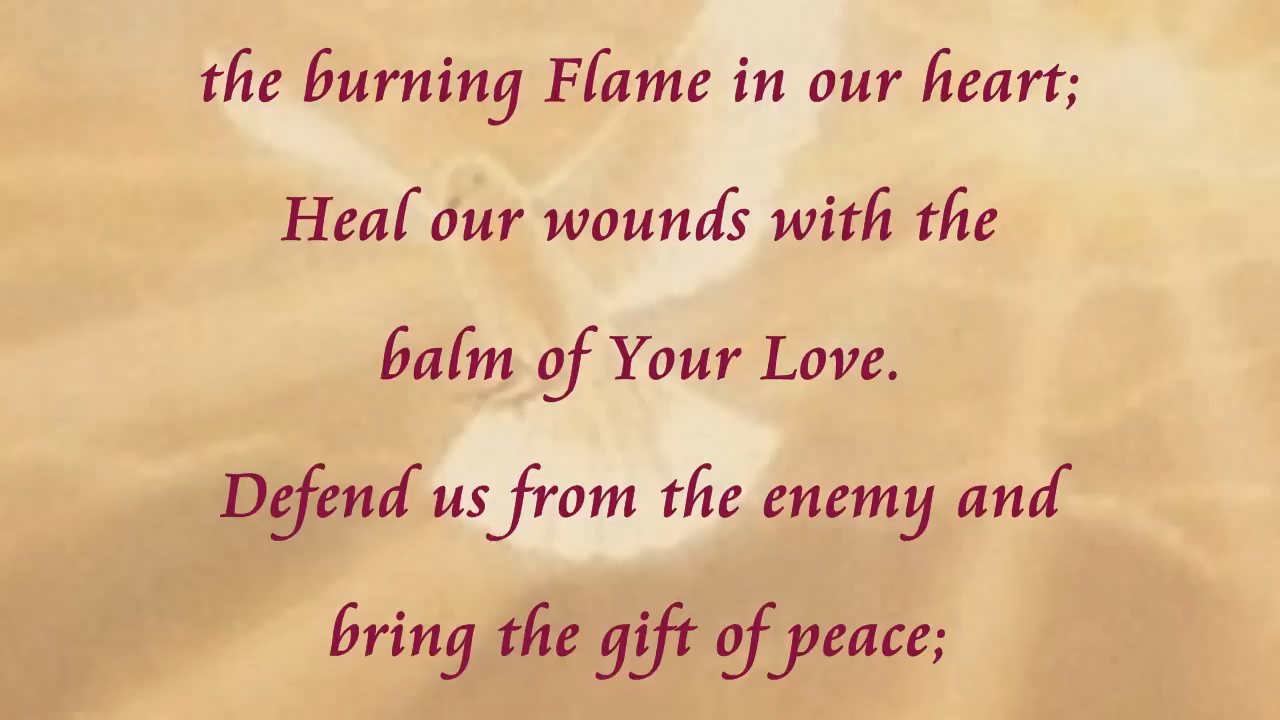 the burning Flame in our heart;
Heal our wounds with the
balm of Your Love.
Defend us from the enemy and
bring the gift of peace;